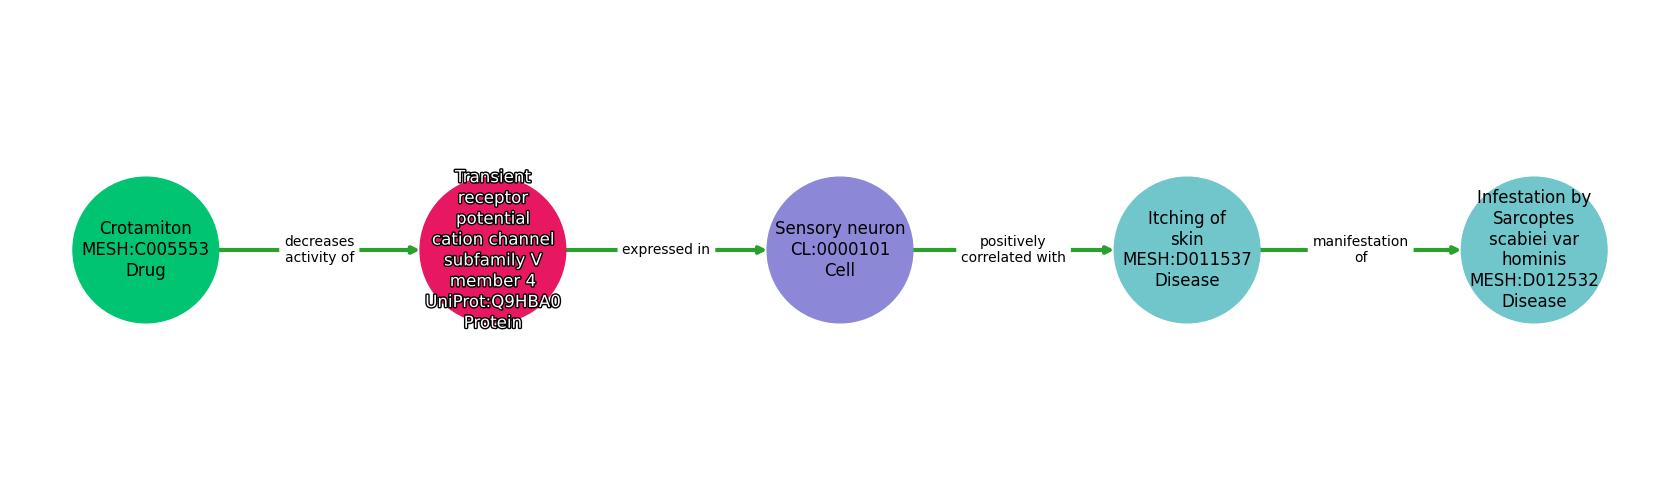 Crotamiton
MESH:C005553
Drug
decreases
activity of
Transient
receptor
potential
cation channel
subfamily V
member 4
UniProt:Q9HBA0
Protein
expressed in
Sensory neuron
CL:0000101
Cell
positively
correlated with
Itching of
skin
MESH:D011537
Disease
manifestation
of
Infestation by
Sarcoptes
scabiei var
hominis
MESH:D012532
Disease